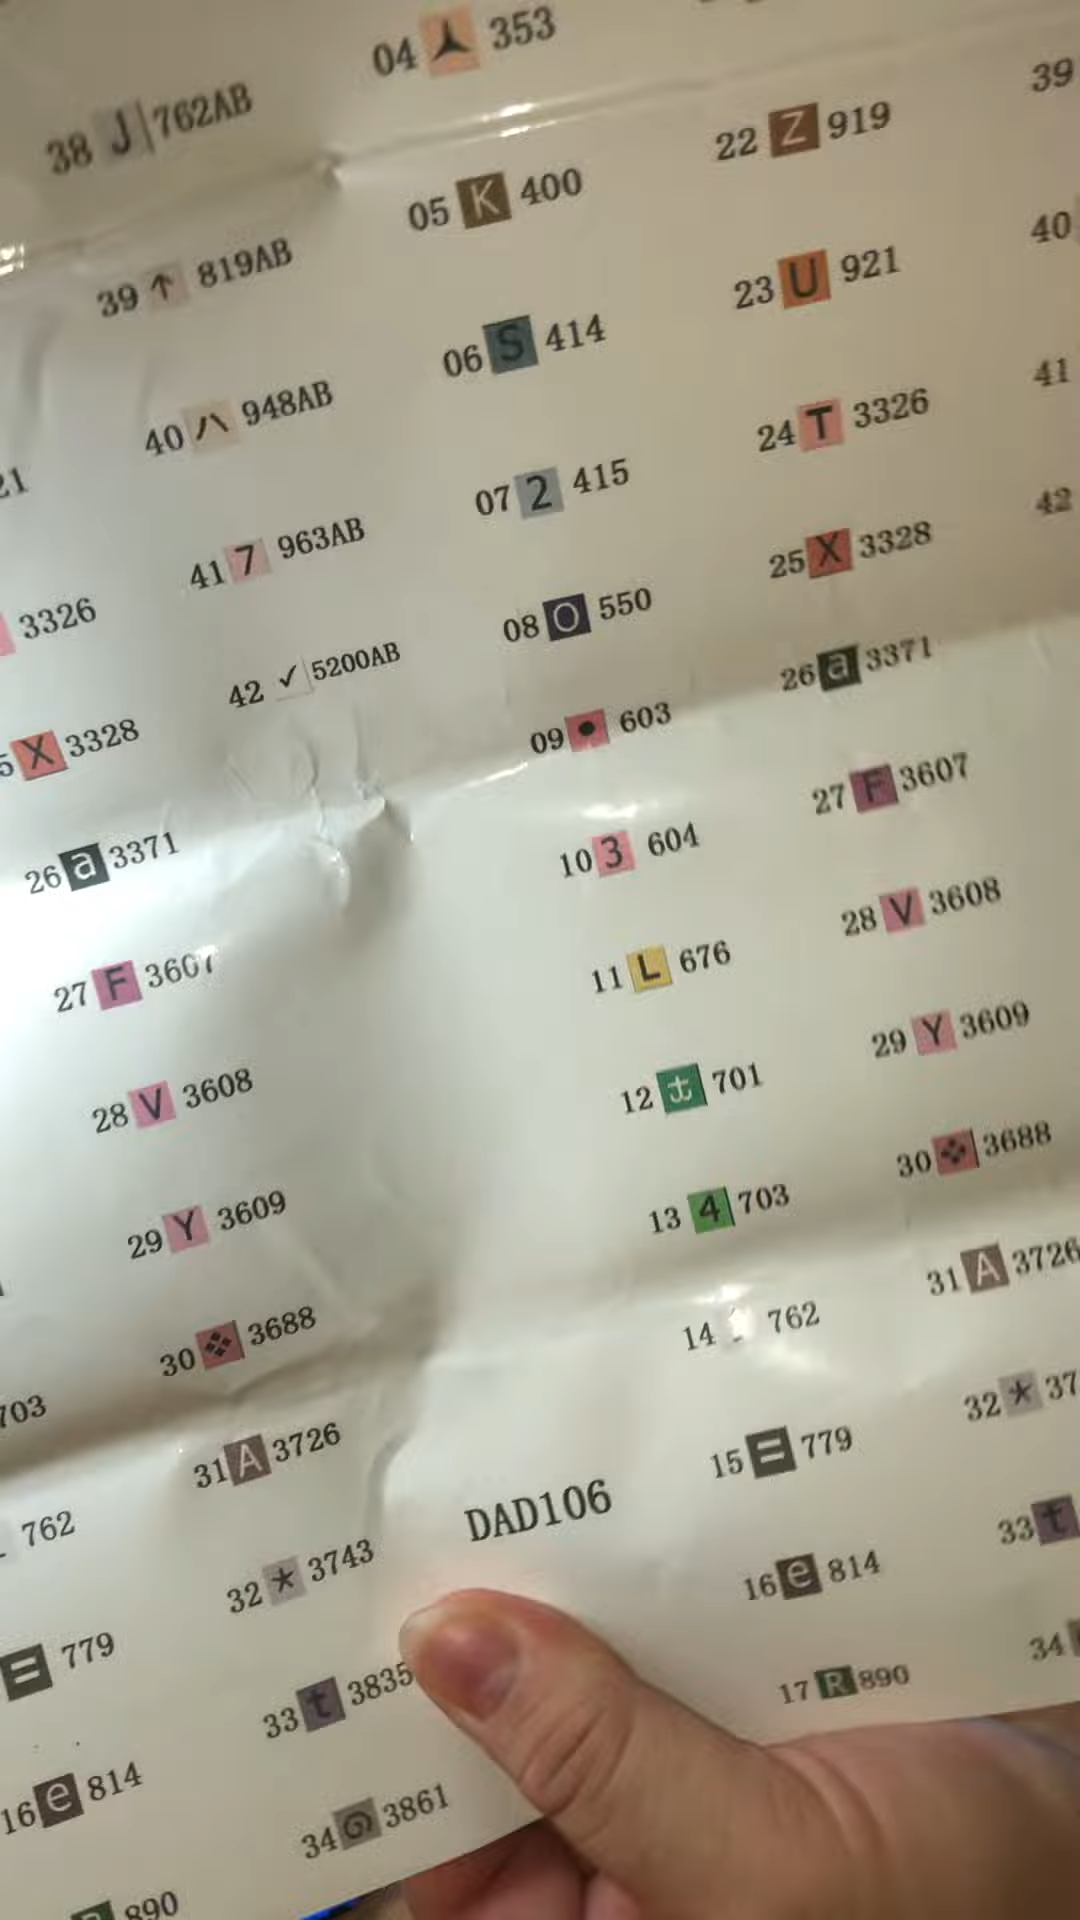 04 353
38 J 762AB
22 Z 919
39
05 K 400
39 ↑ 819AB
23 U 921
40
06 S 414
40 ハ 948AB
24 T 3326
41
07 2 415
21
41 7 963AB
25 X 3328
42
08 O 550
3326
42 ✓ 5200AB
26 a 3371
09 ● 603
5 X 3328
27 F 3607
10 3 604
26 a 3371
28 V 3608
11 L 676
27 F 3607
29 Y 3609
12 701
28 V 3608
30 ❖ 3688
13 4 703
29 Y 3609
31 A 3726
14 762
30 ❖ 3688
703
32 * 37
15 = 779
31 A 3726
762
DAD106
33 t
16 e 814
32 * 3743
= 779
34
17 R 890
33 t 3835
16 e 814
34 3861
890